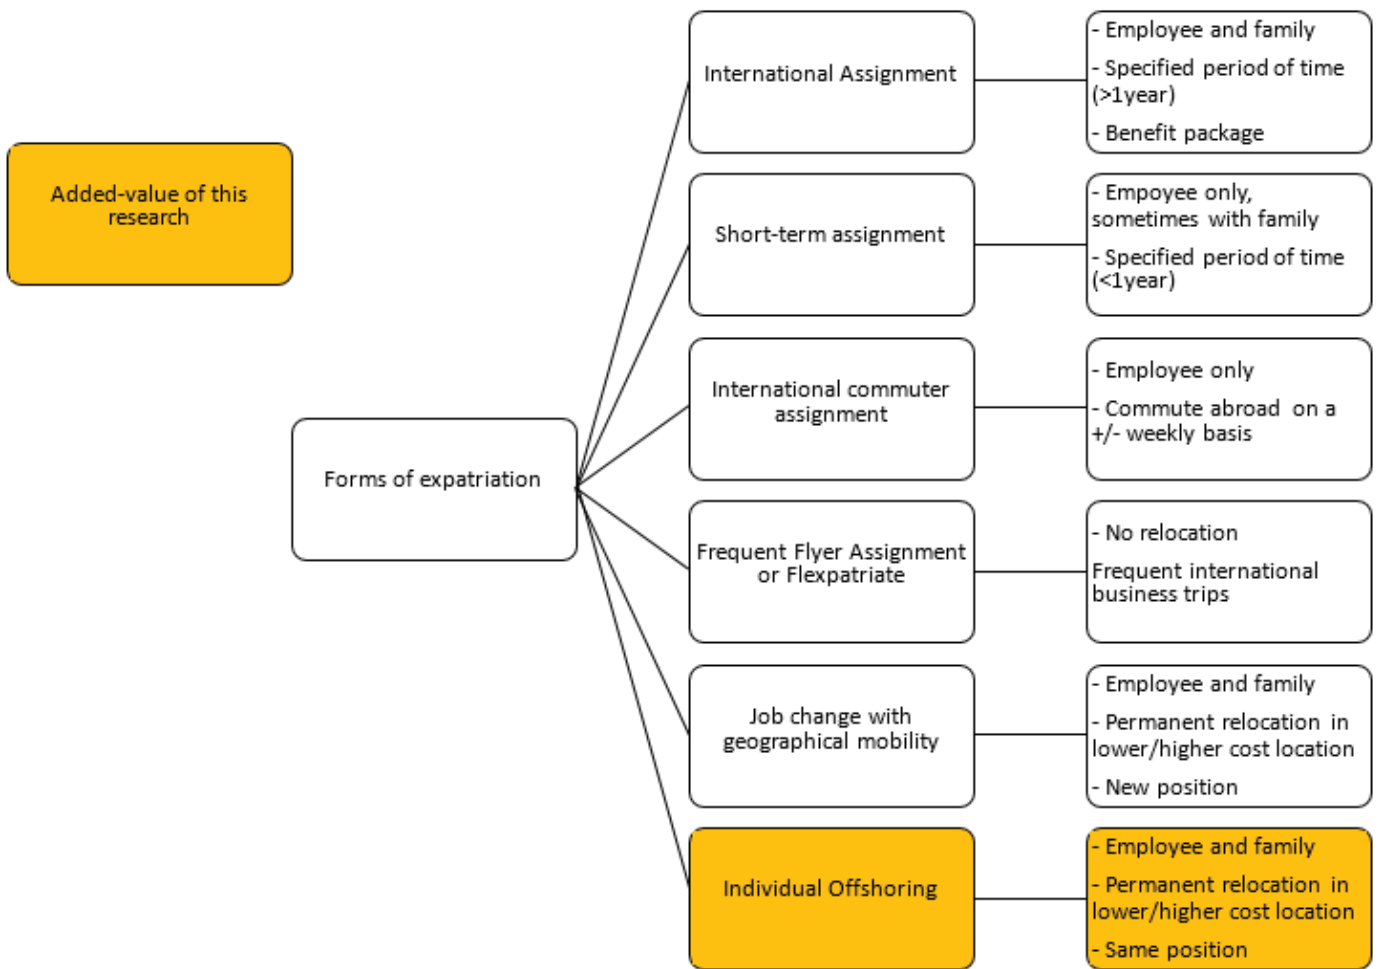 Added-value of this
research
Forms of expatriation
International Assignment
- Employee and family
- Specified period of time
(>1year)
- Benefit package
Short-term assignment
- Empoyee only,
sometimes with family
- Specified period of time
(<1year)
International commuter
assignment
- Employee only
- Commute abroad on a
+/- weekly basis
Frequent Flyer Assignment
or Flexpatriate
- No relocation
Frequent international
business trips
Job change with
geographical mobility
- Employee and family
- Permanent relocation in
lower/higher cost location
- New position
Individual Offshoring
- Employee and family
- Permanent relocation in
lower/higher cost location
- Same position